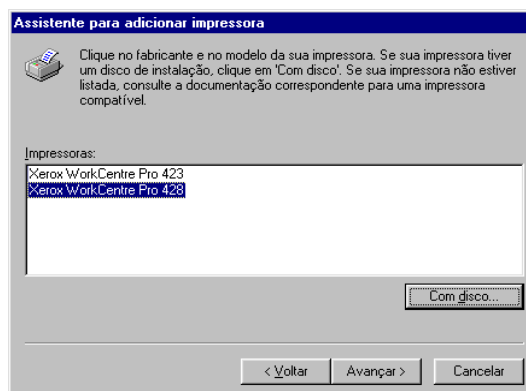 Assistente para adicionar impressora
Clique no fabricante e no modelo da sua impressora. Se sua impressora tiver
um disco de instalação, clique em 'Com disco'. Se sua impressora não estiver
listada, consulte a documentação correspondente para uma impressora
compatível.
Impressoras:
Xerox WorkCentre Pro 423
Xerox WorkCentre Pro 428
Com disco...
< Voltar
Avançar >
Cancelar